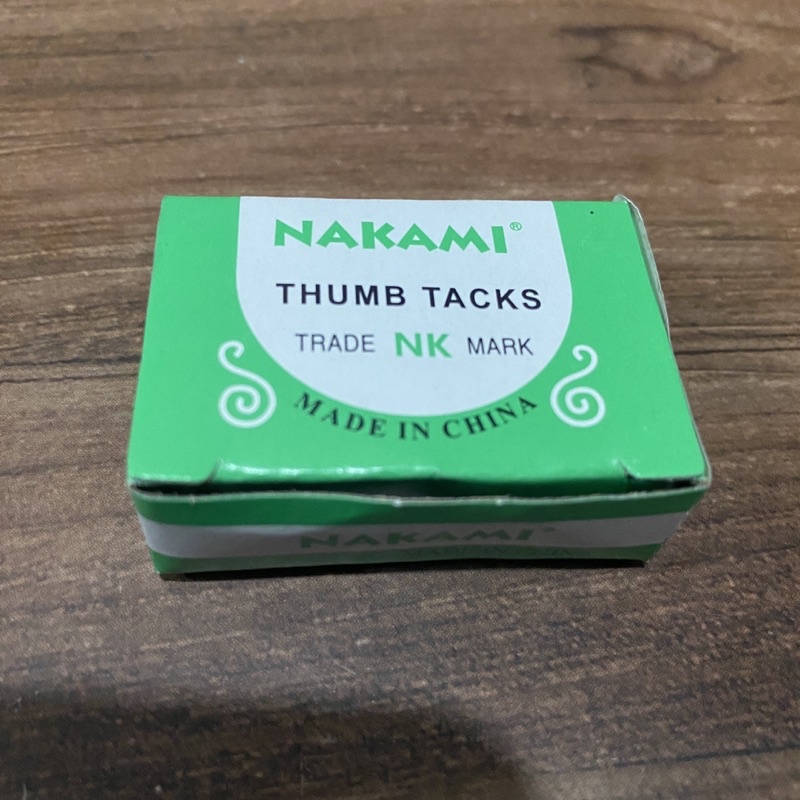 NAKAMI®
THUMB TACKS
TRADE NK MARK
MADE IN CHINA
NAKAMI®